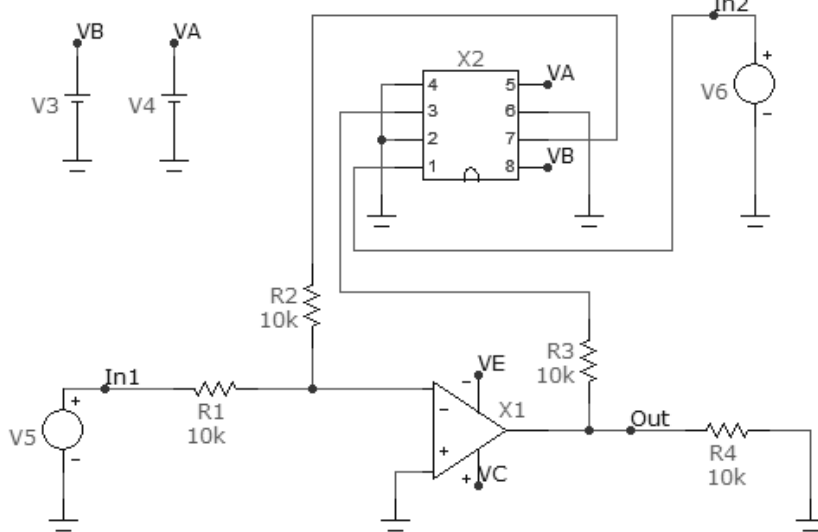 In2
VB
VA
V3
V4
X2
4
3
2
1
5
6
7
8
VA
VB
+
V6
-
R2
10k
R3
10k
In1
+
V5
-
R1
10k
VE
-
X1
-
+
+
VC
Out
R4
10k